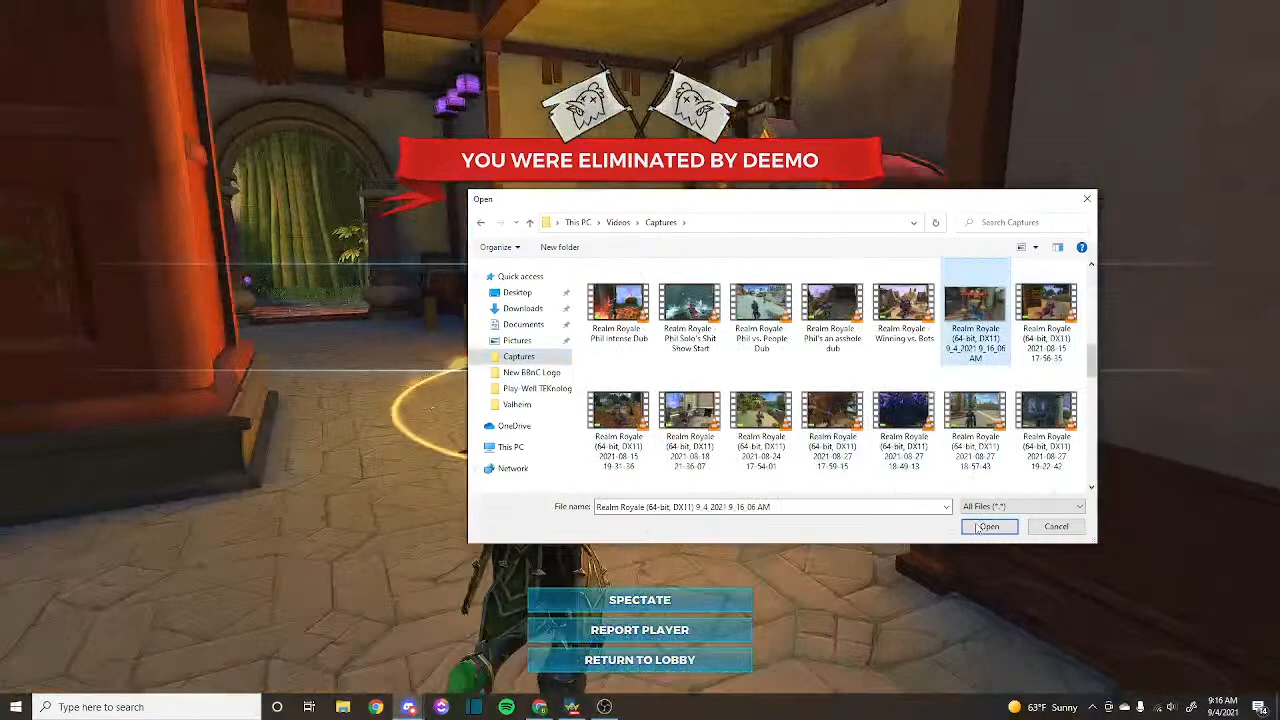 YOU WERE ELIMINATED BY DEEMO
Open
This PC > Videos > Captures >
Search Captures
Organize
New folder
Quick access
Desktop
Downloads
Documents
Pictures
Captures
New BBnC Logo
Play-Well TEKnolog
Valheim
OneDrive
This PC
Network
Realm Royale -
Phil Intense Dub
Realm Royale -
Phil Solo's Shit
Show Start
Realm Royale -
Phil vs. People
Dub
Realm Royale -
Phil's an asshole
dub
Realm Royale -
Winning vs. Bots
Realm Royale
(64-bit, DX11)
9_4_2021 9_16_06
AM
Realm Royale
(64-bit, DX11)
2021-08-15
17-56-35
Realm Royale
(64-bit, DX11)
2021-08-15
19-31-36
Realm Royale
(64-bit, DX11)
2021-08-18
21-36-07
Realm Royale
(64-bit, DX11)
2021-08-24
17-54-01
Realm Royale
(64-bit, DX11)
2021-08-27
17-59-15
Realm Royale
(64-bit, DX11)
2021-08-27
18-49-13
Realm Royale
(64-bit, DX11)
2021-08-27
18-57-43
Realm Royale
(64-bit, DX11)
2021-08-27
19-22-42
File name:
Realm Royale (64-bit, DX11) 9_4_2021 9_16_06 AM
All Files (*.*)
Open
Cancel
SPECTATE
REPORT PLAYER
RETURN TO LOBBY
Type here to search
63°F Sunny
9:16 AM
9/4/2021